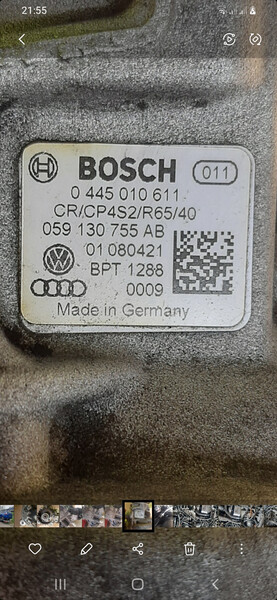 21:55
BOSCH 011
0 445 010 611
CR/CP4S2/R65/40
059 130 755 AB
01 080421
BPT 1288
0009
Made in Germany